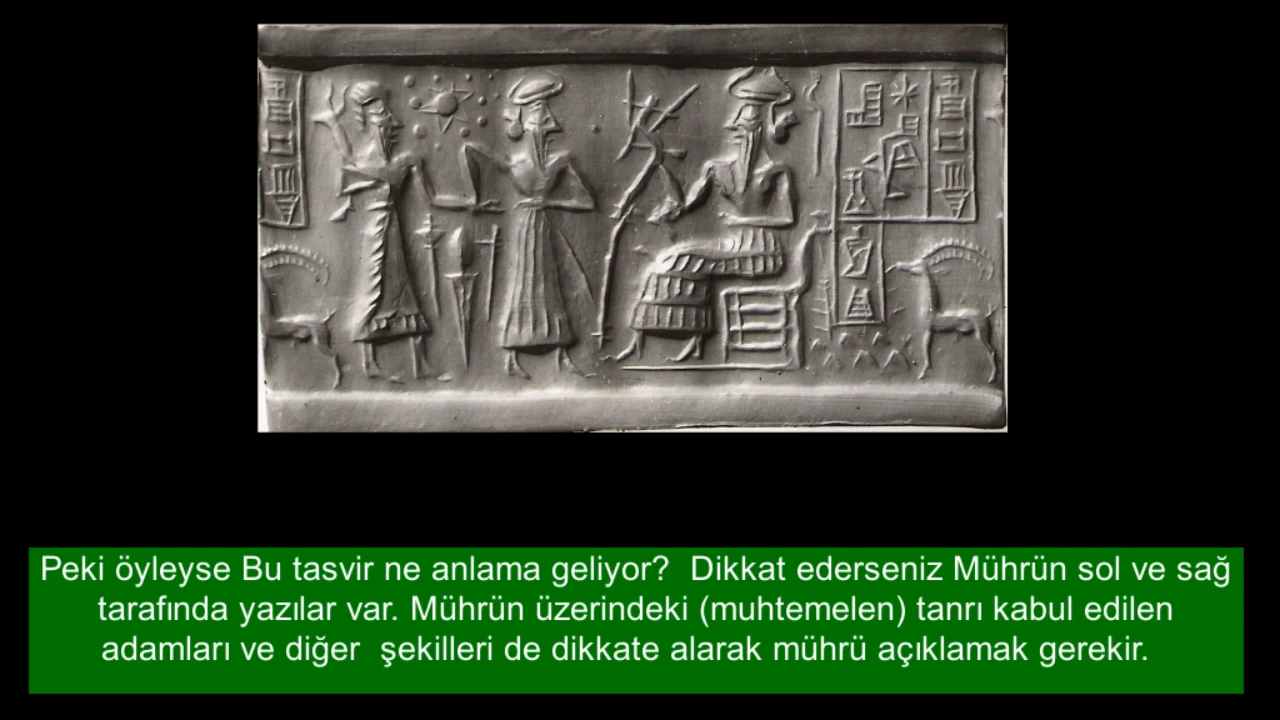 Peki öyleyse Bu tasvir ne anlama geliyor?  Dikkat ederseniz Mührün sol ve sağ
tarafında yazılar var. Mührün üzerindeki (muhtemelen) tanrı kabul edilen
adamları ve diğer  şekilleri de dikkate alarak mührü açıklamak gerekir.